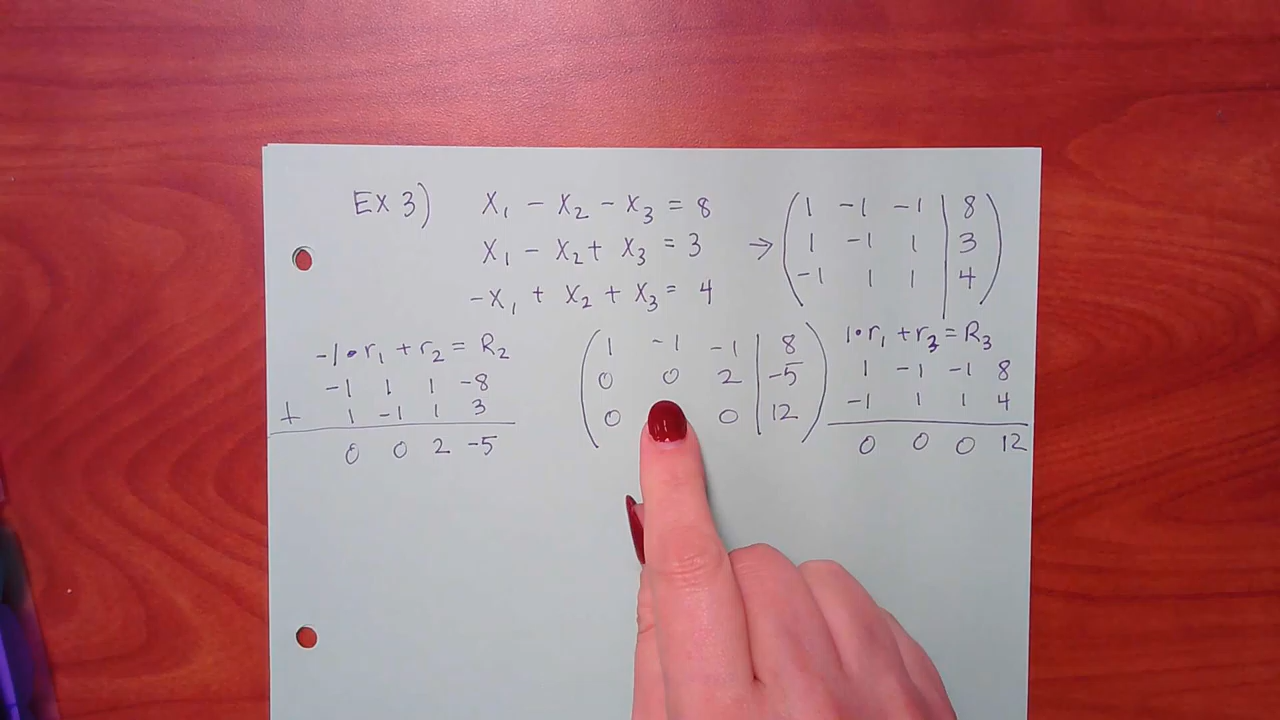 EX 3) x₁ - x₂ - x₃ = 8
x₁ - x₂ + x₃ = 3
-x₁ + x₂ + x₃ = 4
→ ( 1 -1 -1 | 8
1 -1 1 | 3
-1 1 1 | 4 )
-1 • r₁ + r₂ = R₂
-1 1 1 -8
+ 1 -1 1 3
0 0 2 -5
( 1 -1 -1 | 8
0 0 2 | -5
0 0 | 12 )
1 • r₁ + r₃ = R₃
1 -1 -1 8
-1 1 1 4
0 0 0 12